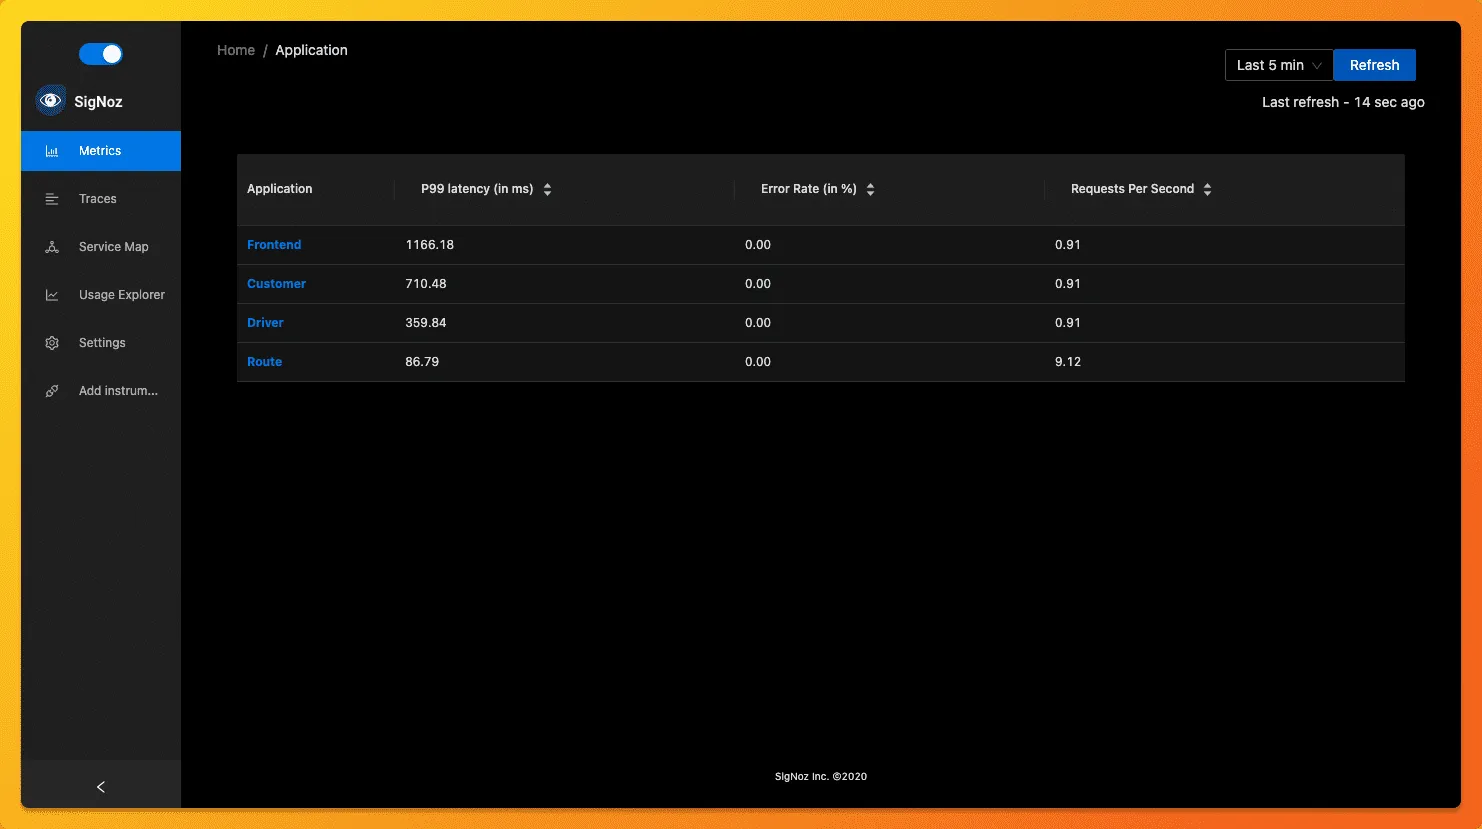 SigNoz
Metrics
Traces
Service Map
Usage Explorer
Settings
Add instrum...
Home / Application
Last 5 min Refresh
Last refresh - 14 sec ago
Application P99 latency (in ms) Error Rate (in %) Requests Per Second
Frontend 1166.18 0.00 0.91
Customer 710.48 0.00 0.91
Driver 359.84 0.00 0.91
Route 86.79 0.00 9.12
SigNoz Inc. ©2020